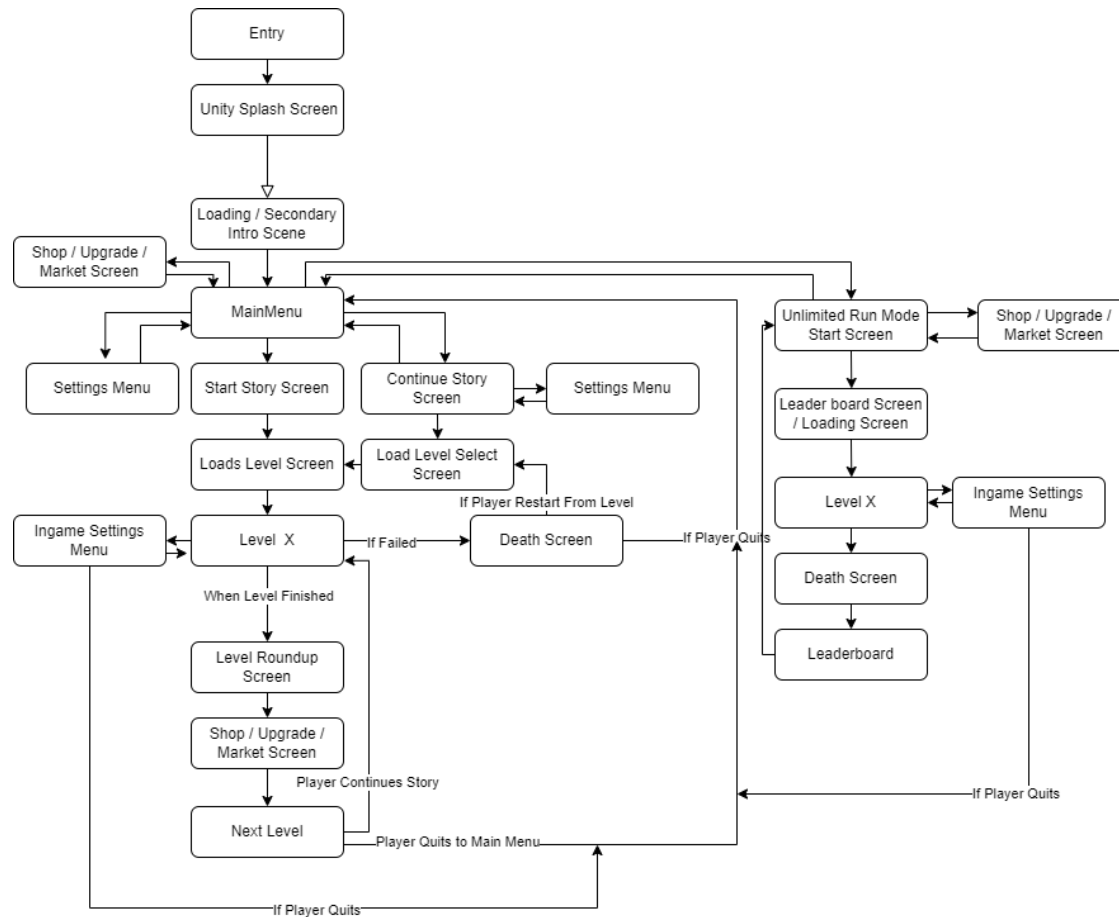 Entry
Unity Splash Screen
Loading / Secondary
Intro Scene
Shop / Upgrade /
Market Screen
MainMenu
Unlimited Run Mode
Start Screen
Shop / Upgrade /
Market Screen
Settings Menu
Start Story Screen
Continue Story
Screen
Settings Menu
Leader board Screen
/ Loading Screen
Loads Level Screen
Load Level Select
Screen
If Player Restart From Level
Level X
Ingame Settings
Menu
Ingame Settings
Menu
Level X
If Failed
Death Screen
If Player Quits
Death Screen
When Level Finished
Level Roundup
Screen
Leaderboard
Shop / Upgrade /
Market Screen
Player Continues Story
If Player Quits
Next Level
Player Quits to Main Menu
If Player Quits